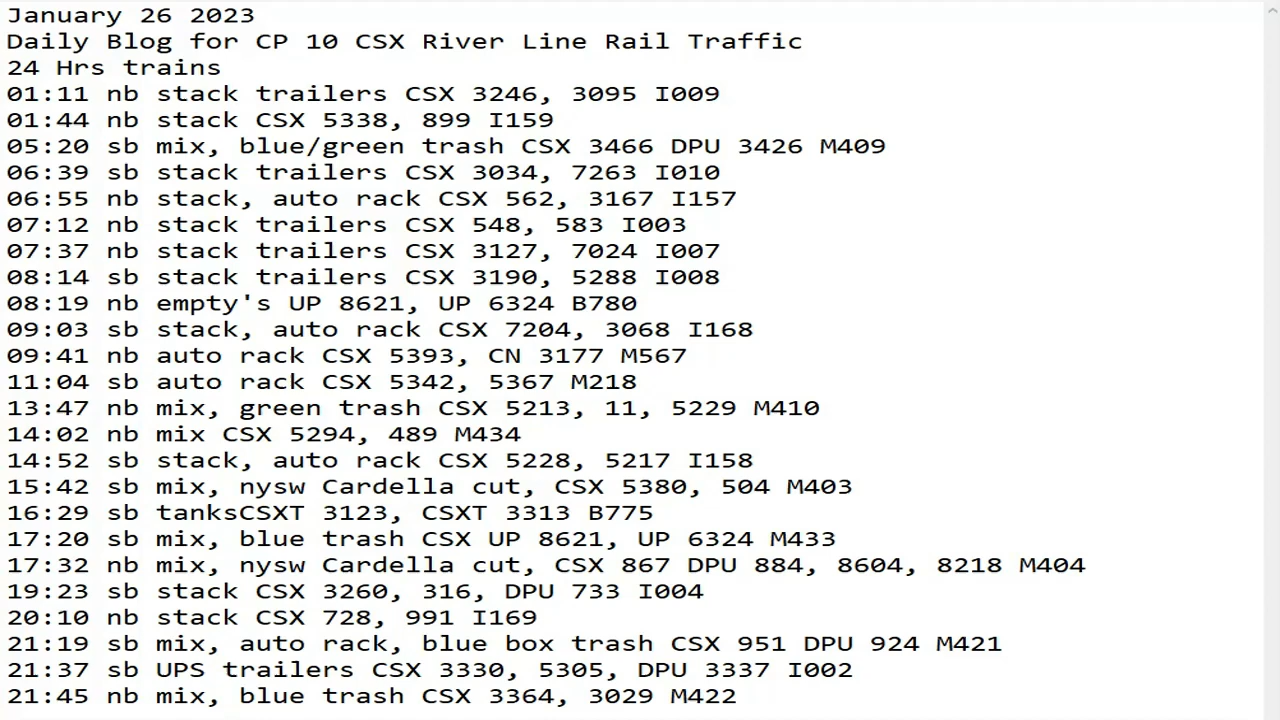 January 26 2023
Daily Blog for CP 10 CSX River Line Rail Traffic
24 Hrs trains
01:11 nb stack trailers CSX 3246, 3095 I009
01:44 nb stack CSX 5338, 899 I159
05:20 sb mix, blue/green trash CSX 3466 DPU 3426 M409
06:39 sb stack trailers CSX 3034, 7263 I010
06:55 nb stack, auto rack CSX 562, 3167 I157
07:12 nb stack trailers CSX 548, 583 I003
07:37 nb stack trailers CSX 3127, 7024 I007
08:14 sb stack trailers CSX 3190, 5288 I008
08:19 nb empty's UP 8621, UP 6324 B780
09:03 sb stack, auto rack CSX 7204, 3068 I168
09:41 nb auto rack CSX 5393, CN 3177 M567
11:04 sb auto rack CSX 5342, 5367 M218
13:47 nb mix, green trash CSX 5213, 11, 5229 M410
14:02 nb mix CSX 5294, 489 M434
14:52 sb stack, auto rack CSX 5228, 5217 I158
15:42 sb mix, nysw Cardella cut, CSX 5380, 504 M403
16:29 sb tanksCSXT 3123, CSXT 3313 B775
17:20 sb mix, blue trash CSX UP 8621, UP 6324 M433
17:32 nb mix, nysw Cardella cut, CSX 867 DPU 884, 8604, 8218 M404
19:23 sb stack CSX 3260, 316, DPU 733 I004
20:10 nb stack CSX 728, 991 I169
21:19 sb mix, auto rack, blue box trash CSX 951 DPU 924 M421
21:37 sb UPS trailers CSX 3330, 5305, DPU 3337 I002
21:45 nb mix, blue trash CSX 3364, 3029 M422